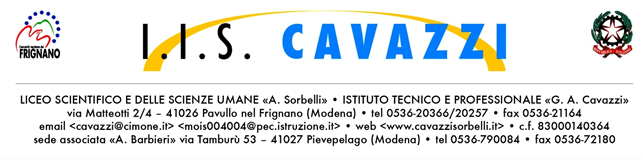 I.I.S. CAVAZZI
FRIGNANO
LICEO SCIENTIFICO E DELLE SCIENZE UMANE «A. Sorbelli» • ISTITUTO TECNICO E PROFESSIONALE «G. A. Cavazzi»
via Matteotti 2/4 – 41026 Pavullo nel Frignano (Modena) • tel 0536-20366/20257 • fax 0536-21164
email <cavazzi@cimone.it> <mois004004@pec.istruzione.it> • web <www.cavazzisorbelli.it> • c.f. 83000140364
sede associata «A. Barbieri» via Tamburù 53 – 41027 Pievepelago (Modena) • tel 0536-790084 • fax 0536-72180